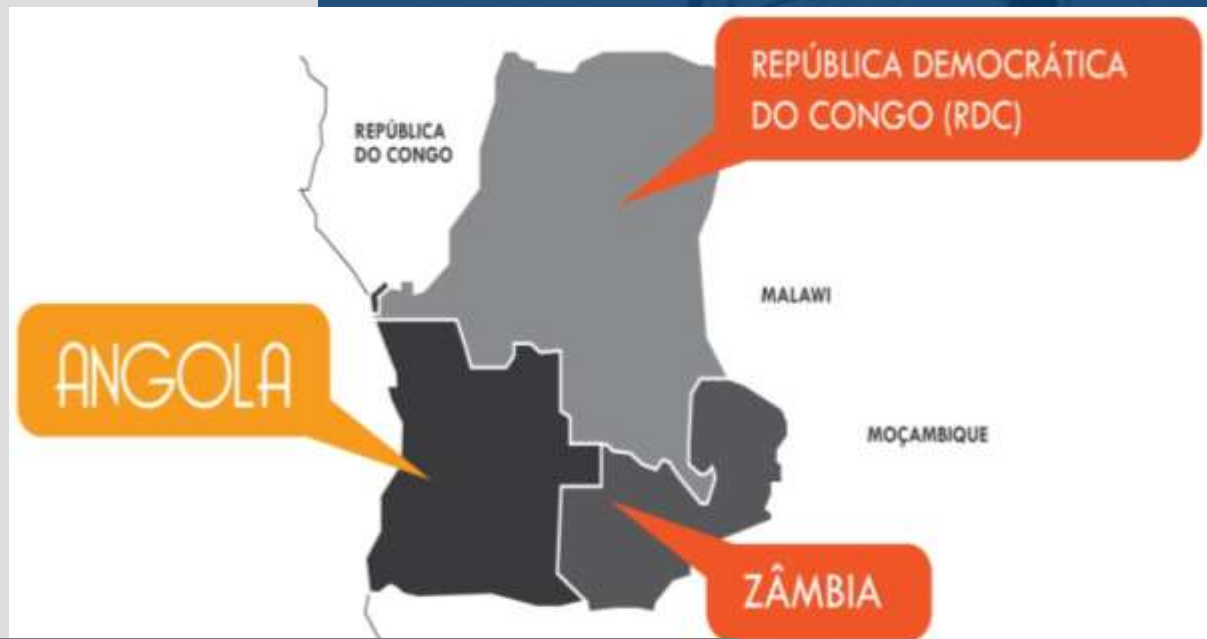 REPÚBLICA DEMOCRÁTICA
DO CONGO (RDC)
REPÚBLICA
DO CONGO
MALAWI
ANGOLA
MOÇAMBIQUE
ZÂMBIA